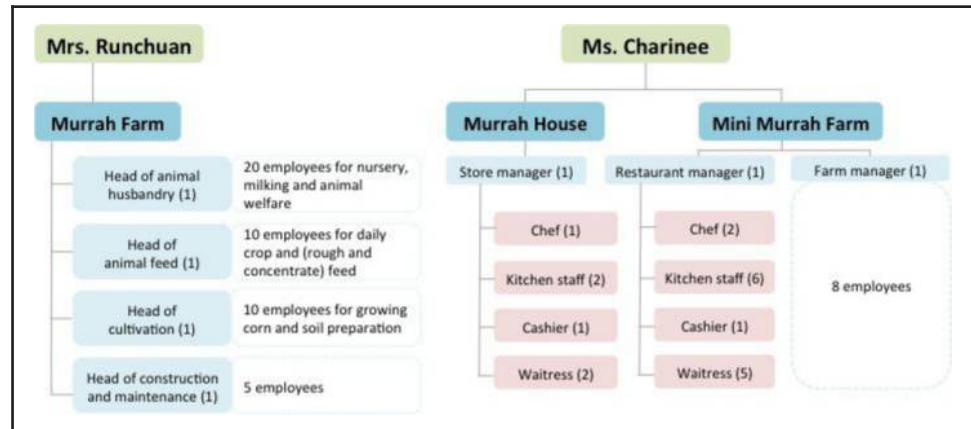 Mrs. Runchuan
Murrah Farm
Head of animal
husbandry (1)
20 employees for nursery,
milking and animal
welfare
Head of
animal feed (1)
10 employees for daily
crop and (rough and
concentrate) feed
Head of
cultivation (1)
10 employees for growing
corn and soil preparation
Head of construction
and maintenance (1)
5 employees
Ms. Charinee
Murrah House
Store manager (1)
Chef (1)
Kitchen staff (2)
Cashier (1)
Waitress (2)
Mini Murrah Farm
Restaurant manager (1)
Chef (2)
Kitchen staff (6)
Cashier (1)
Waitress (5)
Farm manager (1)
8 employees